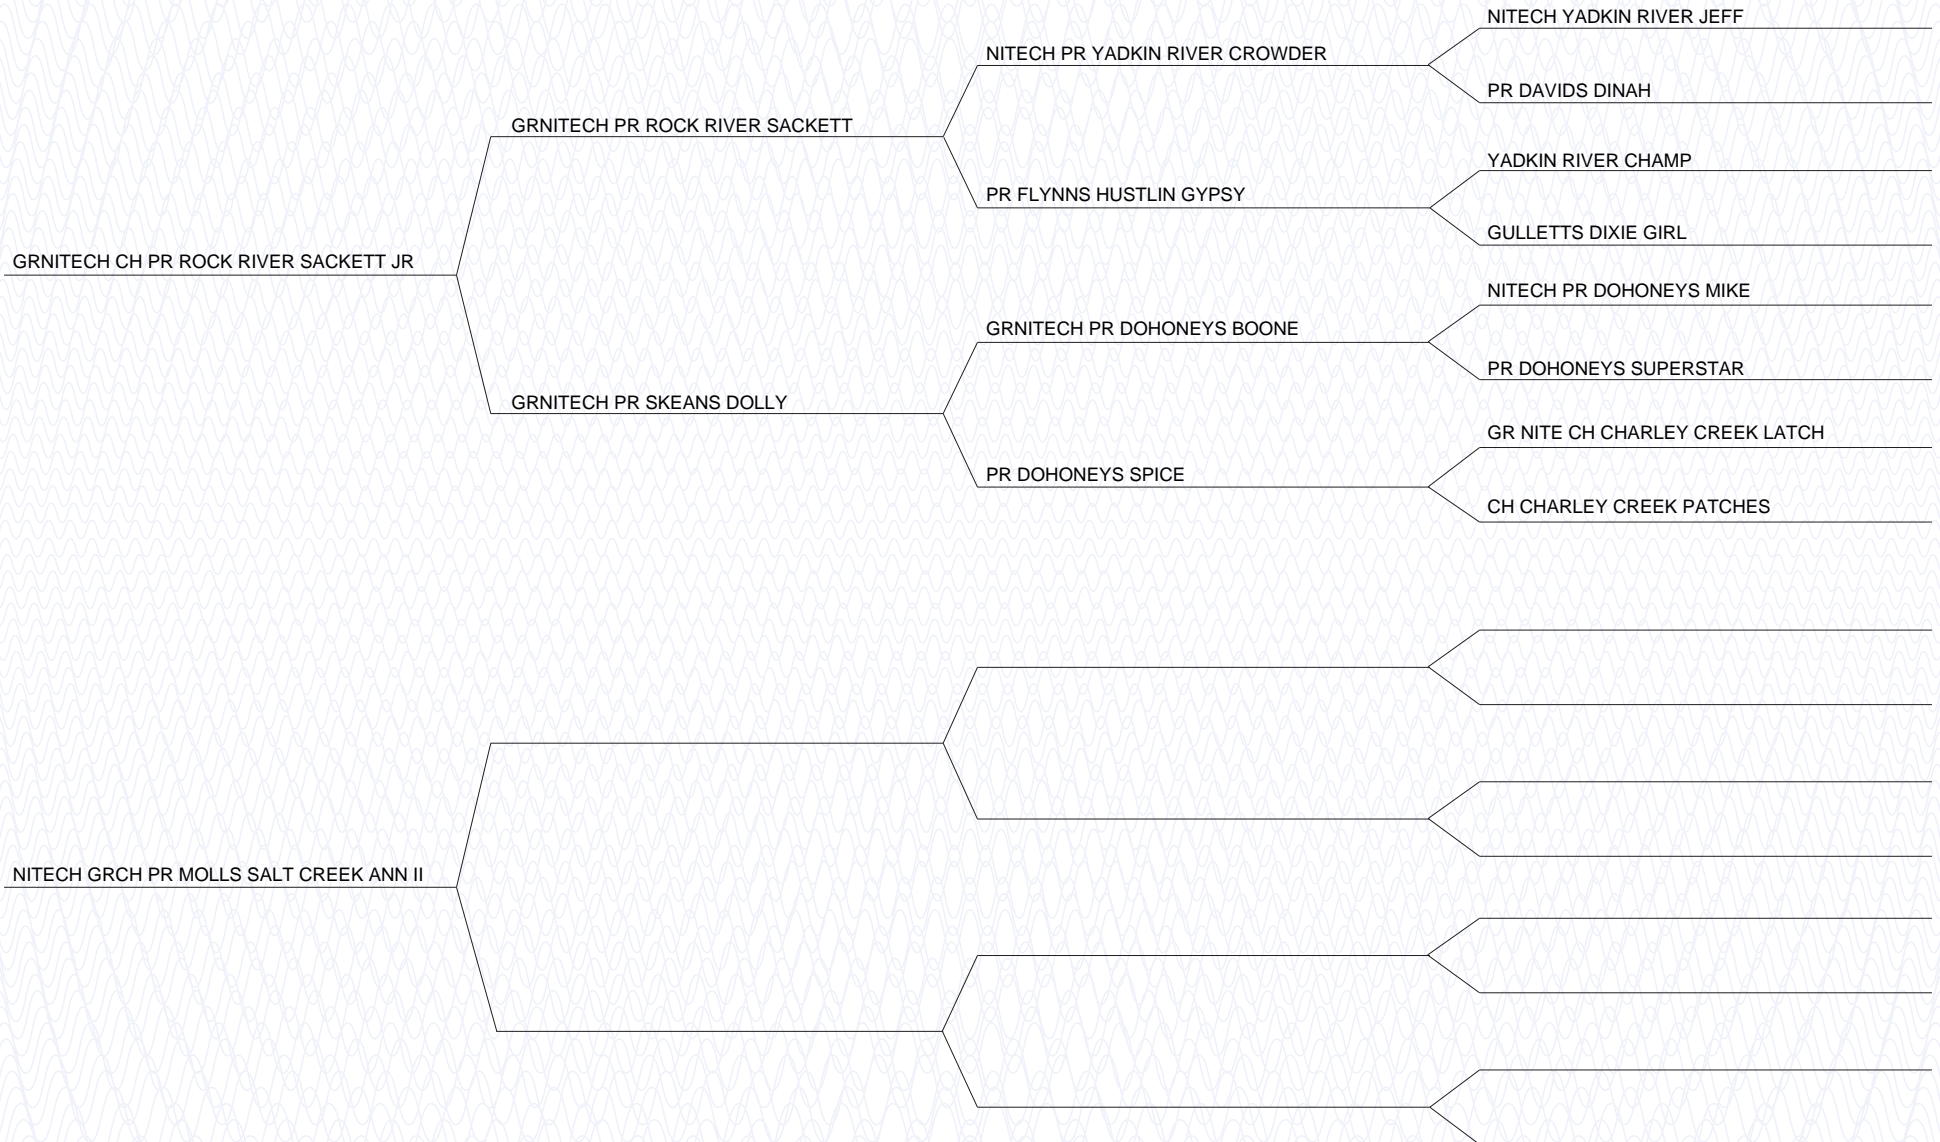 NITECH YADKIN RIVER JEFF
NITECH PR YADKIN RIVER CROWDER
PR DAVIDS DINAH
GRNITECH PR ROCK RIVER SACKETT
YADKIN RIVER CHAMP
PR FLYNNS HUSTLIN GYPSY
GULLETTS DIXIE GIRL
GRNITECH CH PR ROCK RIVER SACKETT JR
NITECH PR DOHONEYS MIKE
GRNITECH PR DOHONEYS BOONE
PR DOHONEYS SUPERSTAR
GRNITECH PR SKEANS DOLLY
GR NITE CH CHARLEY CREEK LATCH
PR DOHONEYS SPICE
CH CHARLEY CREEK PATCHES
NITECH GRCH PR MOLLS SALT CREEK ANN II